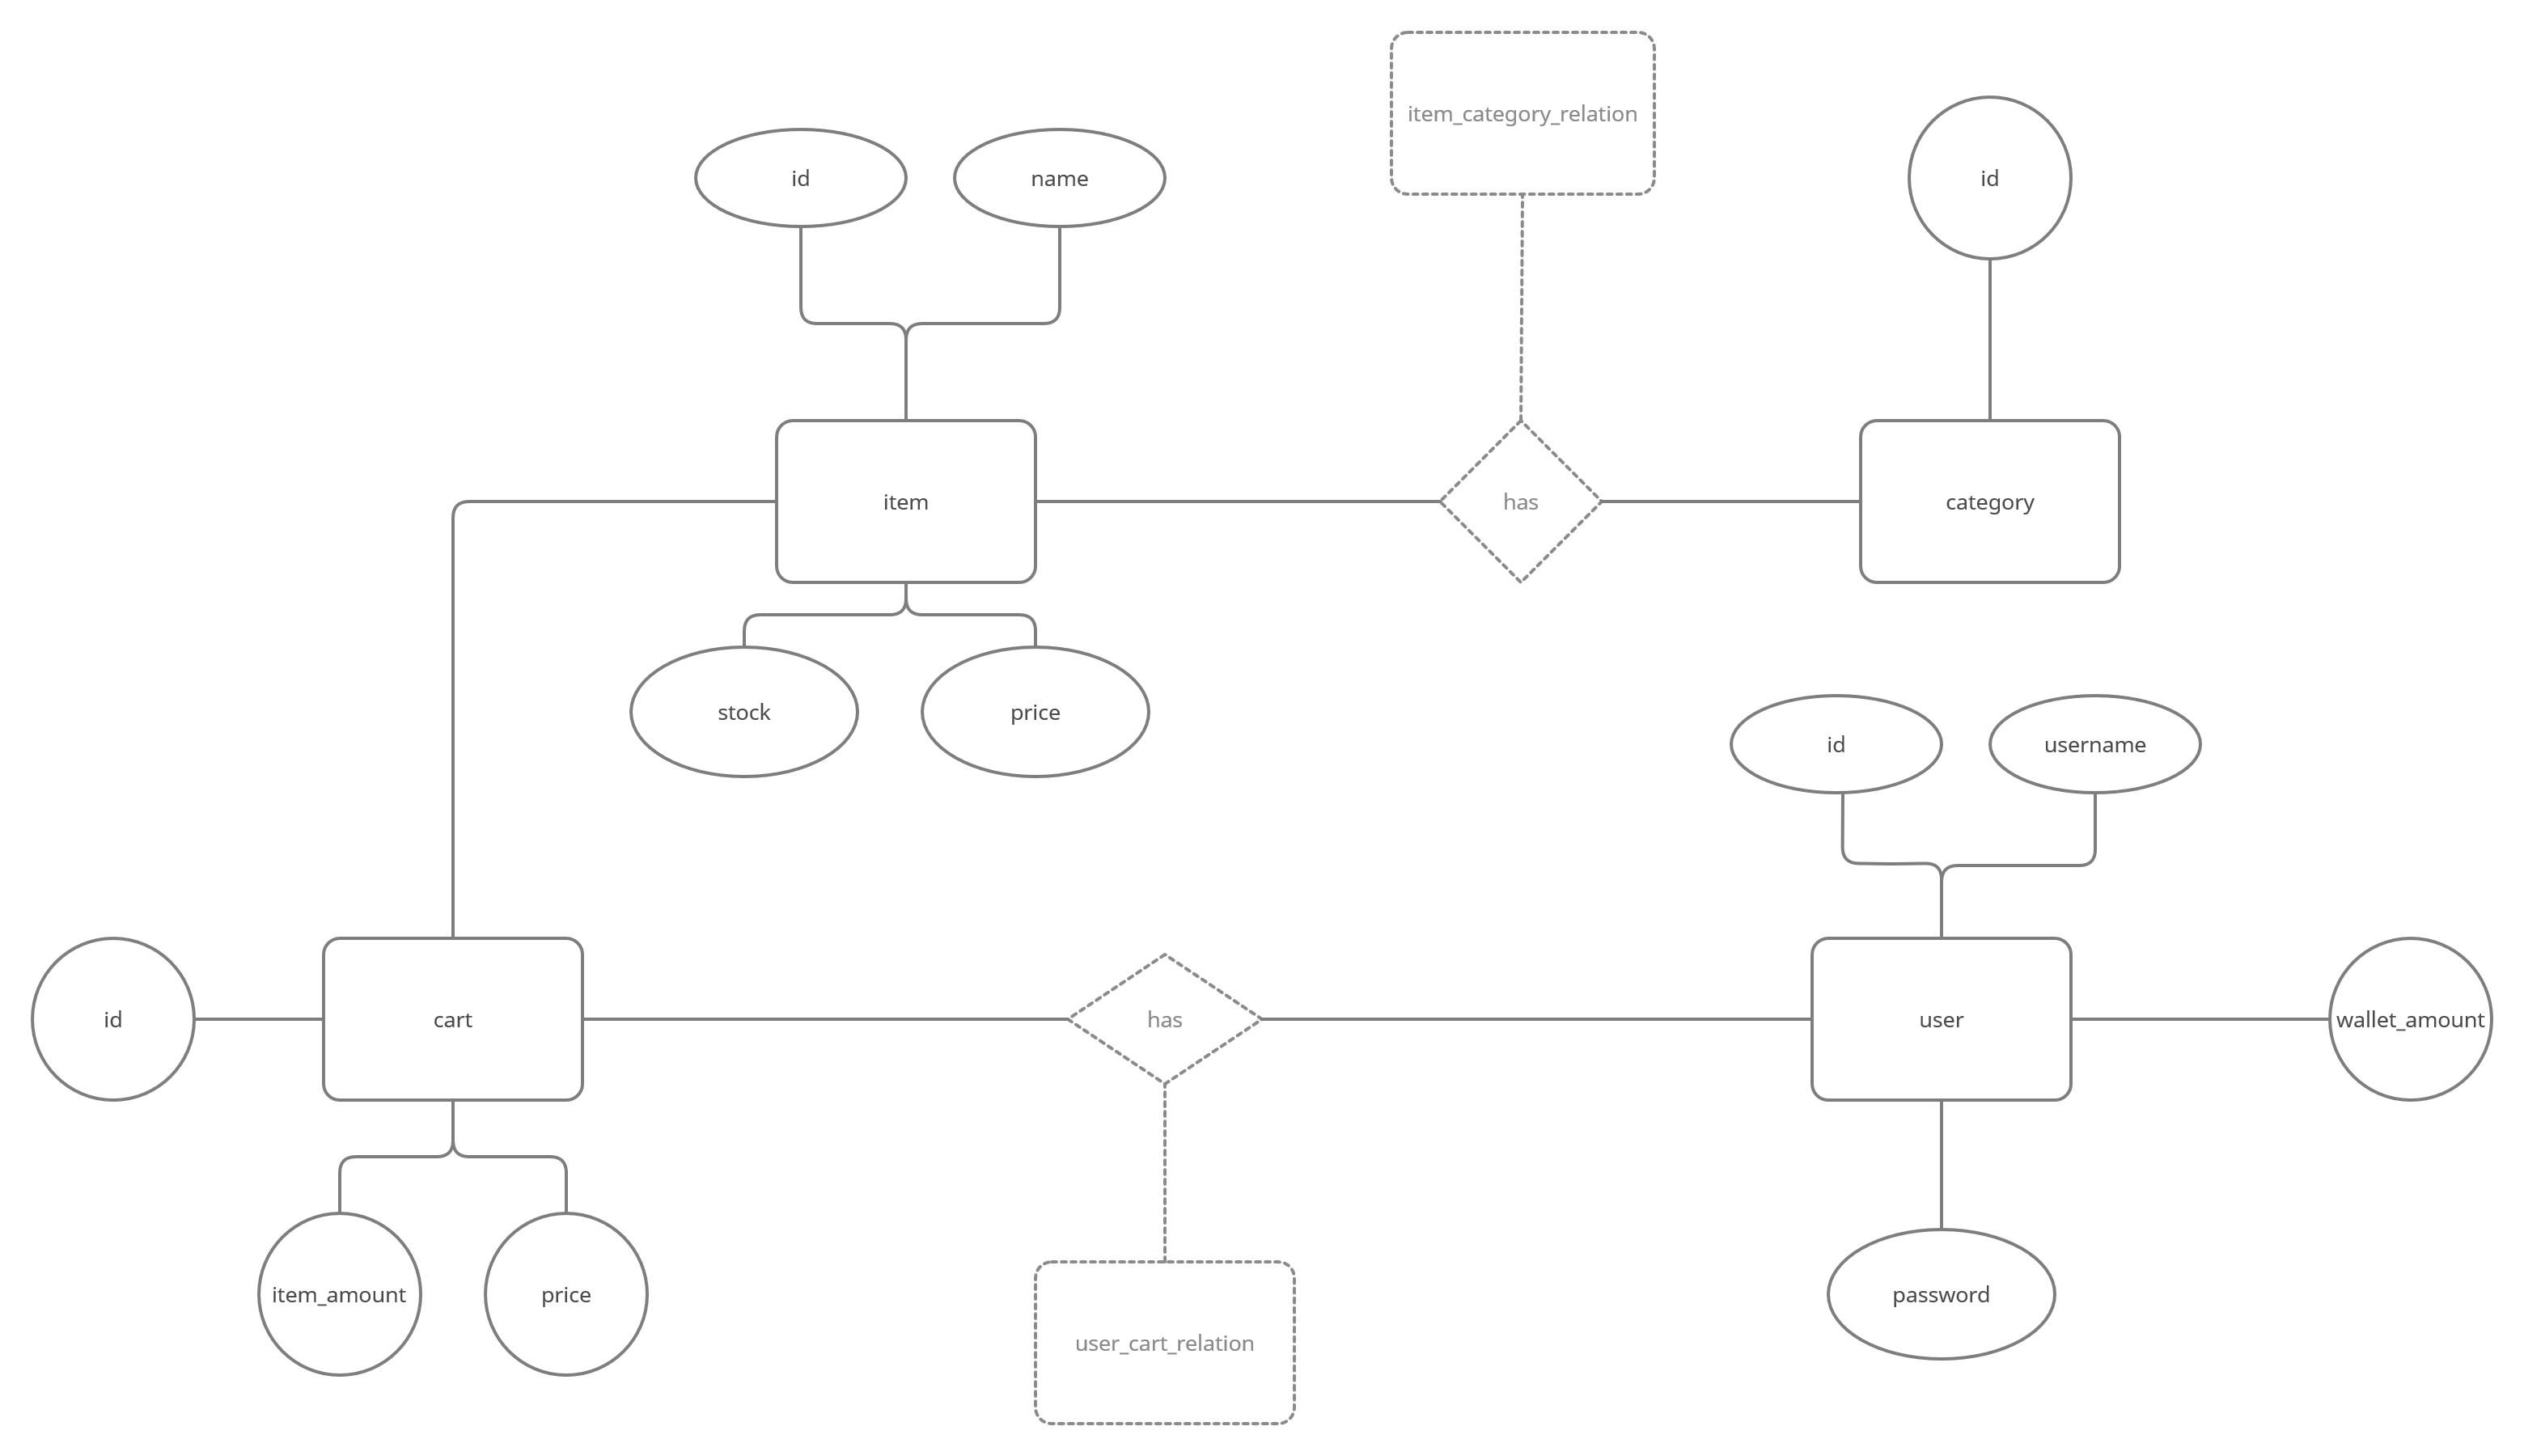 item_category_relation
id
name
id
item
has
category
stock
price
id
username
id
cart
has
user
wallet_amount
item_amount
price
password
user_cart_relation